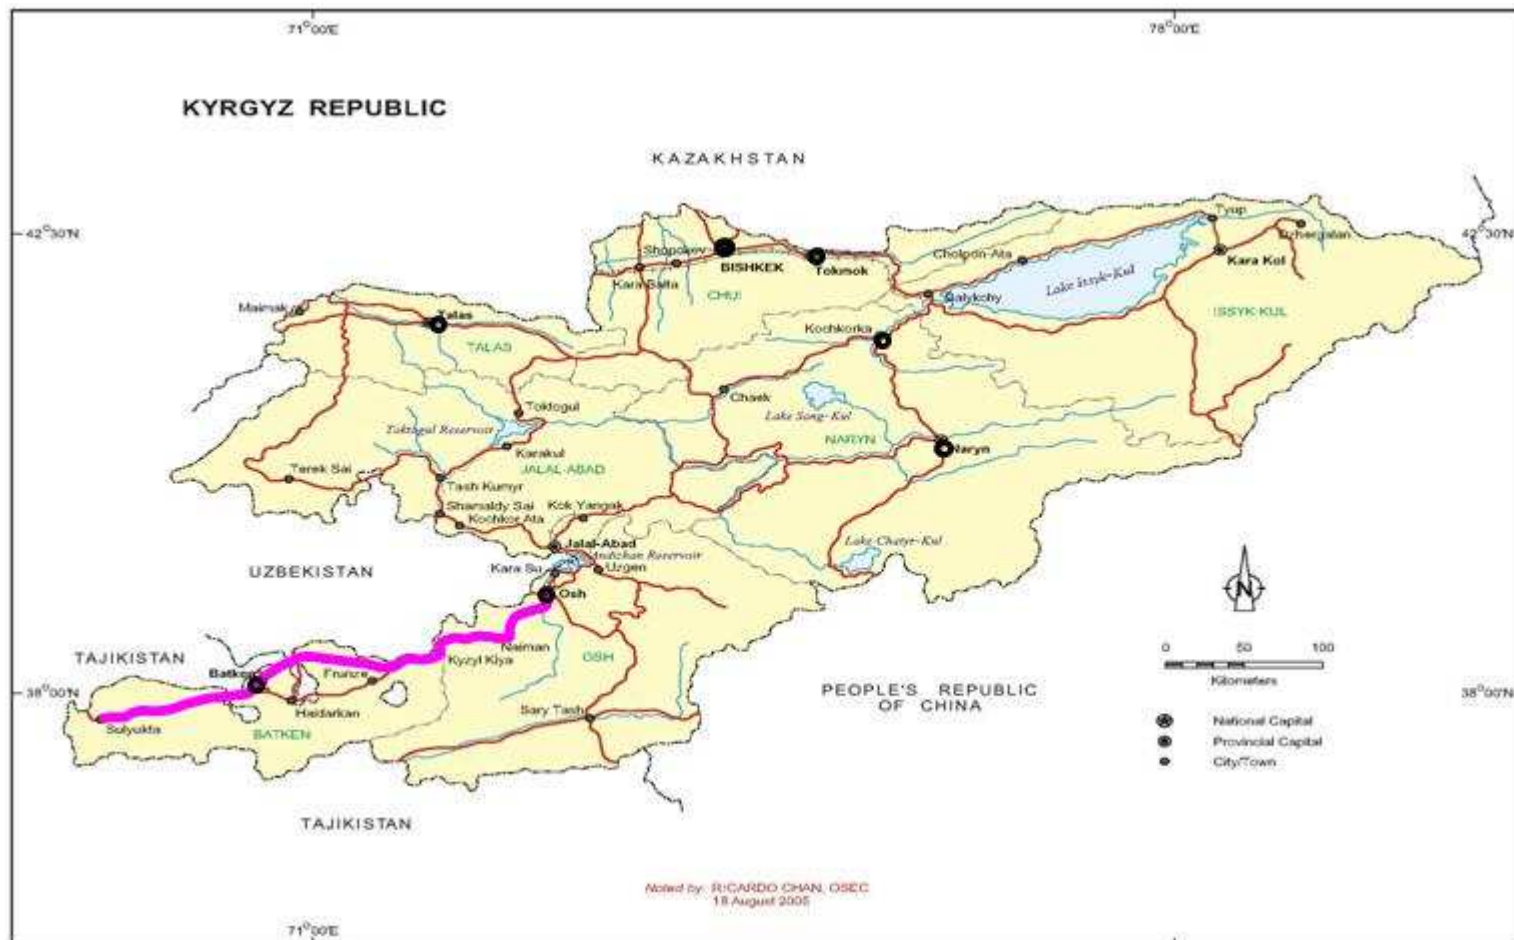 71°00'E
78°00'E
KYRGYZ REPUBLIC
KAZAKHSTAN
42°30'N
42°30'N
Tyup
Dzhergalan
Shopokov
BISHKEK
Tokmok
Cholpon-Ata
Kara Kol
Lake Issyk-Kul
Kara Balta
CHUI
Balykchy
ISSYK-KUL
Maimak
Talas
TALAS
Kochkorka
Chaek
Lake Song-Kul
Toktogul
Toktogul Reservoir
NARYN
Naryn
Karakul
Terek Sai
JALAL-ABAD
Tash Kumyr
Shamaldy Sai
Kok Yangak
Kochkor Ata
Lake Chatyr-Kul
Jalal-Abad
Andizhan Reservoir
UZBEKISTAN
Kara Su
Uzgen
Osh
N
Naiman
OSH
TAJIKISTAN
Kyzyl Kiya
0 50 100
Kilometers
Batken
Frunze
PEOPLE'S REPUBLIC
OF CHINA
38°00'N
38°00'N
Haidarkan
Sary Tash
Sulyukta
BATKEN
National Capital
Provincial Capital
City/Town
TAJIKISTAN
Noted by: RICARDO CHAN, OSEC
18 August 2005
71°00'E